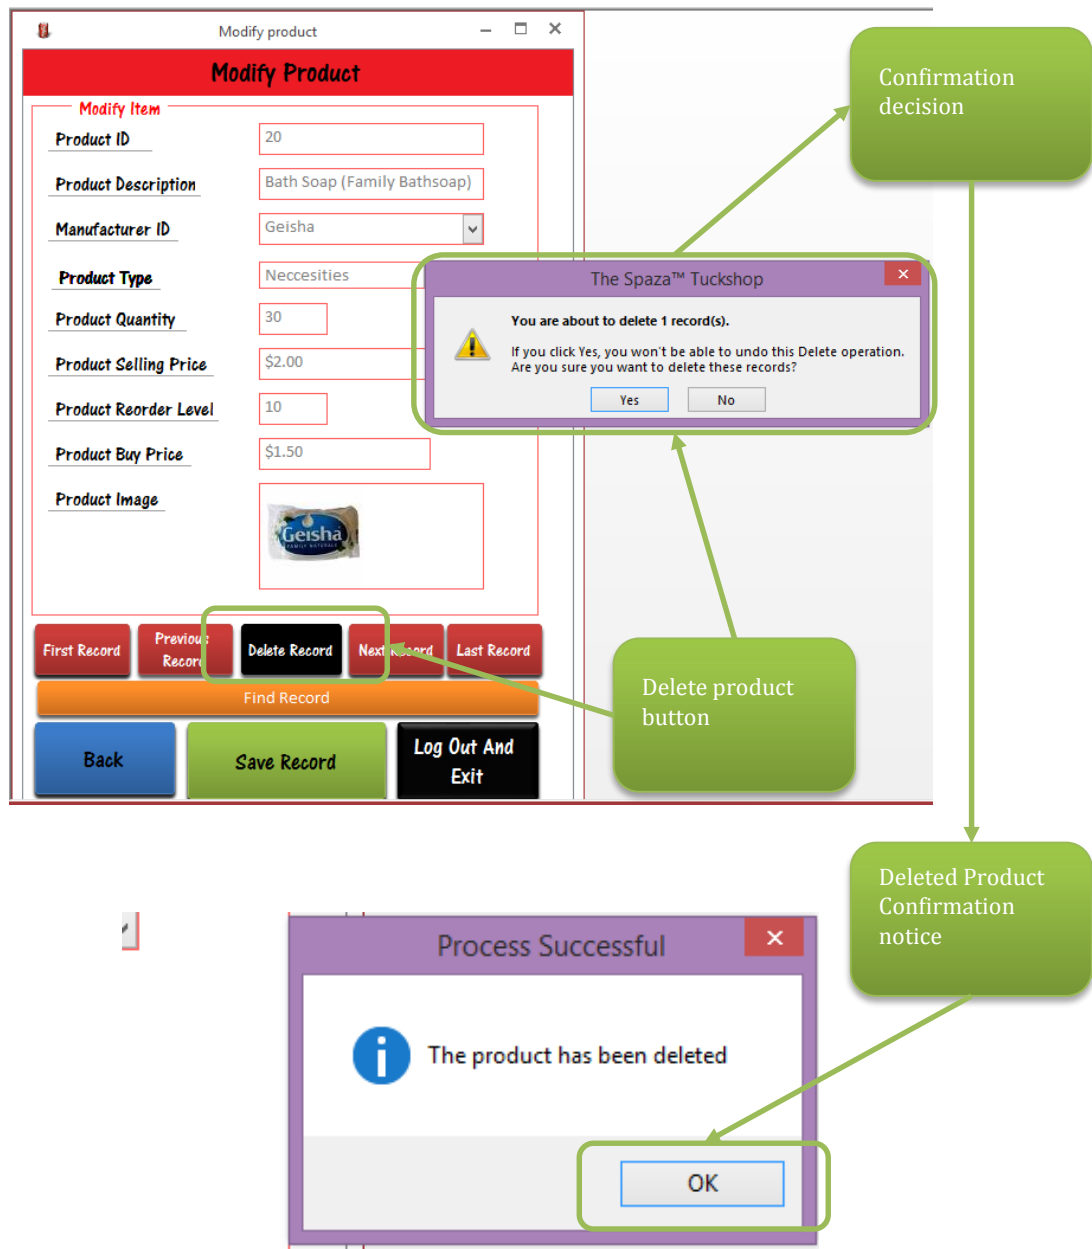 Modify product
Modify Product
Modify Item
Product ID
20
Product Description
Bath Soap (Family Bathsoap)
Manufacturer ID
Geisha
Product Type
Neccesities
Product Quantity
30
Product Selling Price
$2.00
Product Reorder Level
10
Product Buy Price
$1.50
Product Image
Geisha
The Spaza™ Tuckshop
You are about to delete 1 record(s).
If you click Yes, you won't be able to undo this Delete operation.
Are you sure you want to delete these records?
Yes
No
Confirmation
decision
First Record
Previous
Record
Delete Record
Next Record
Last Record
Find Record
Back
Save Record
Log Out And
Exit
Delete product
button
Deleted Product
Confirmation
notice
Process Successful
The product has been deleted
OK